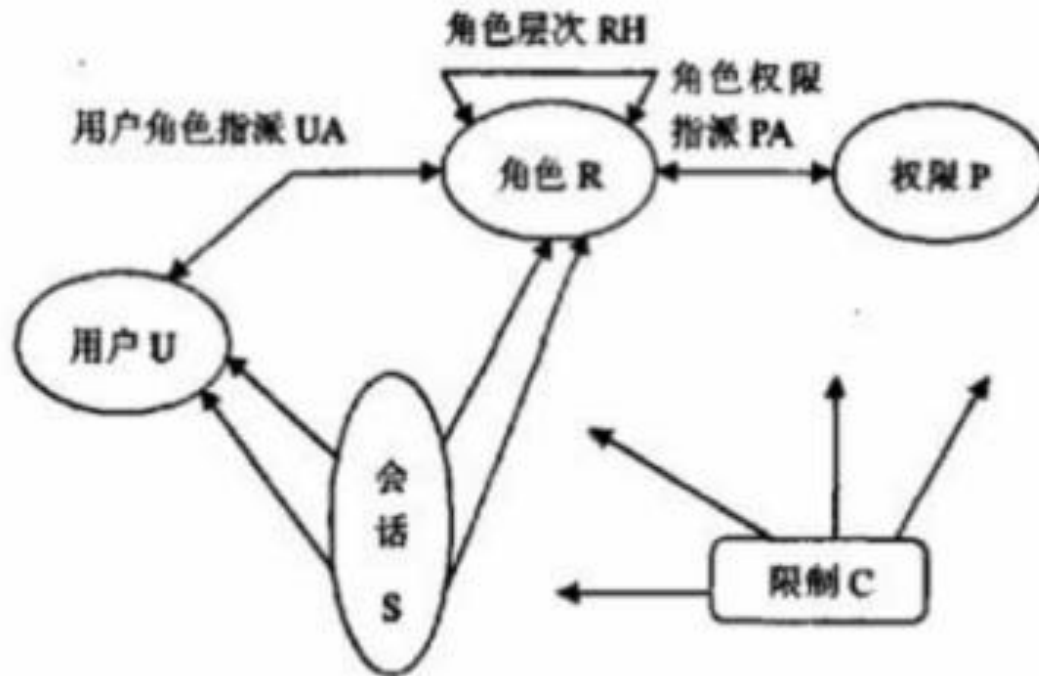 角色层次 RH
角色权限
指派 PA
用户角色指派 UA
角色 R
权限 P
用户 U
会
话
S
限制 C